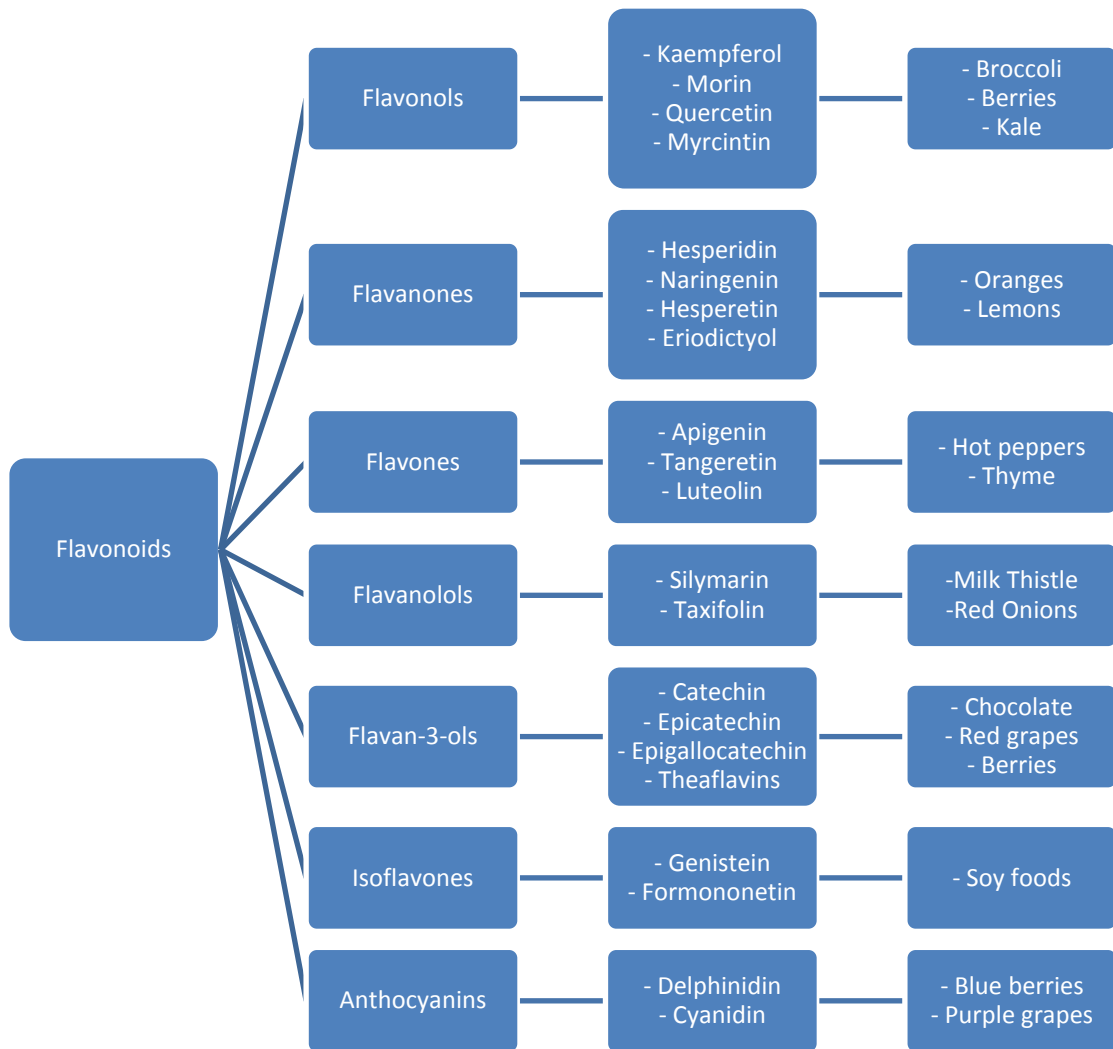 Flavonoids
Flavonols
- Kaempferol
- Morin
- Quercetin
- Myrcintin
- Broccoli
- Berries
- Kale
Flavanones
- Hesperidin
- Naringenin
- Hesperetin
- Eriodictyol
- Oranges
- Lemons
Flavones
- Apigenin
- Tangeretin
- Luteolin
- Hot peppers
- Thyme
Flavanolols
- Silymarin
- Taxifolin
-Milk Thistle
-Red Onions
Flavan-3-ols
- Catechin
- Epicatechin
- Epigallocatechin
- Theaflavins
- Chocolate
- Red grapes
- Berries
Isoflavones
- Genistein
- Formononetin
- Soy foods
Anthocyanins
- Delphinidin
- Cyanidin
- Blue berries
- Purple grapes